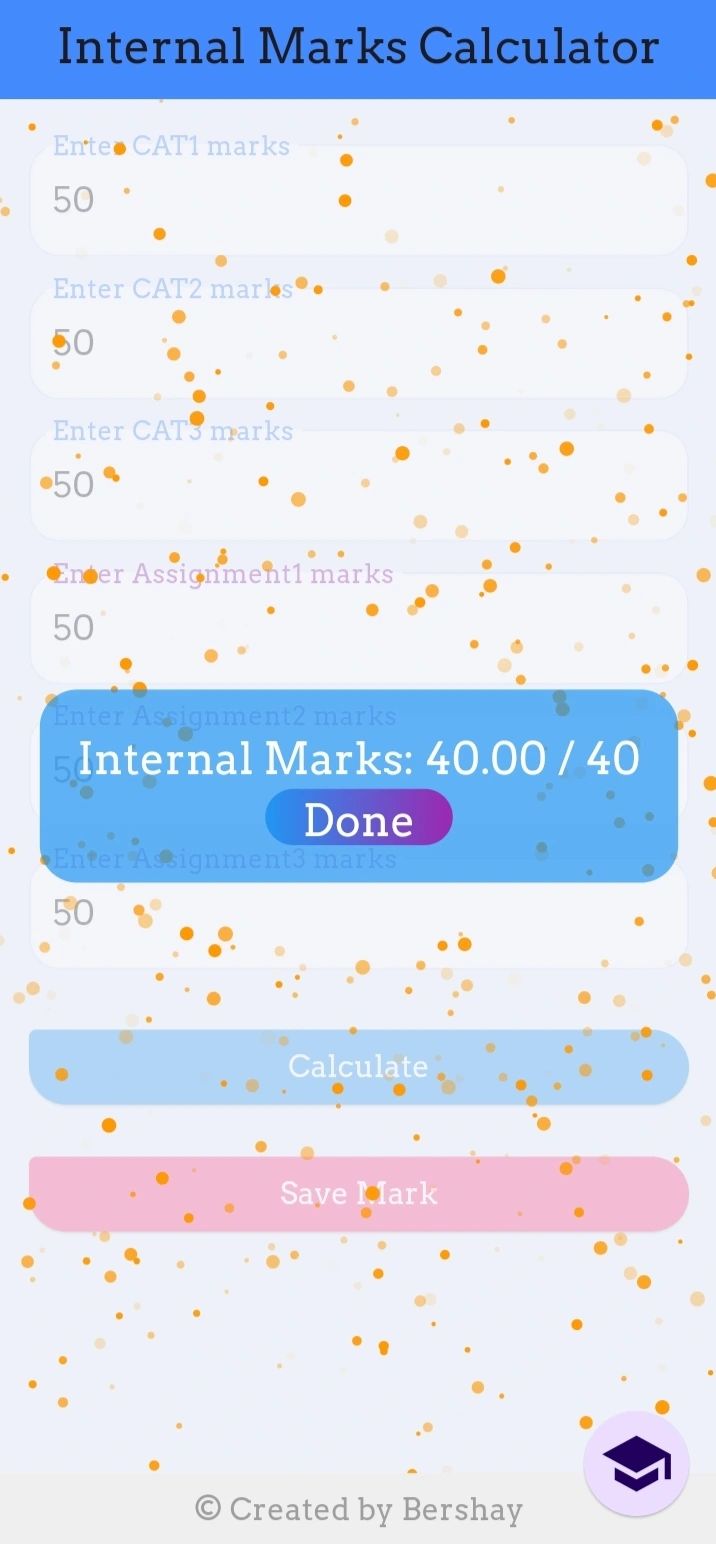 Internal Marks Calculator
Enter CAT1 marks
50
Enter CAT2 marks
50
Enter CAT3 marks
50
Enter Assignment1 marks
50
Enter Assignment2 marks
50
Internal Marks: 40.00 / 40
Done
Enter Assignment3 marks
50
Calculate
Save Mark
© Created by Bershay